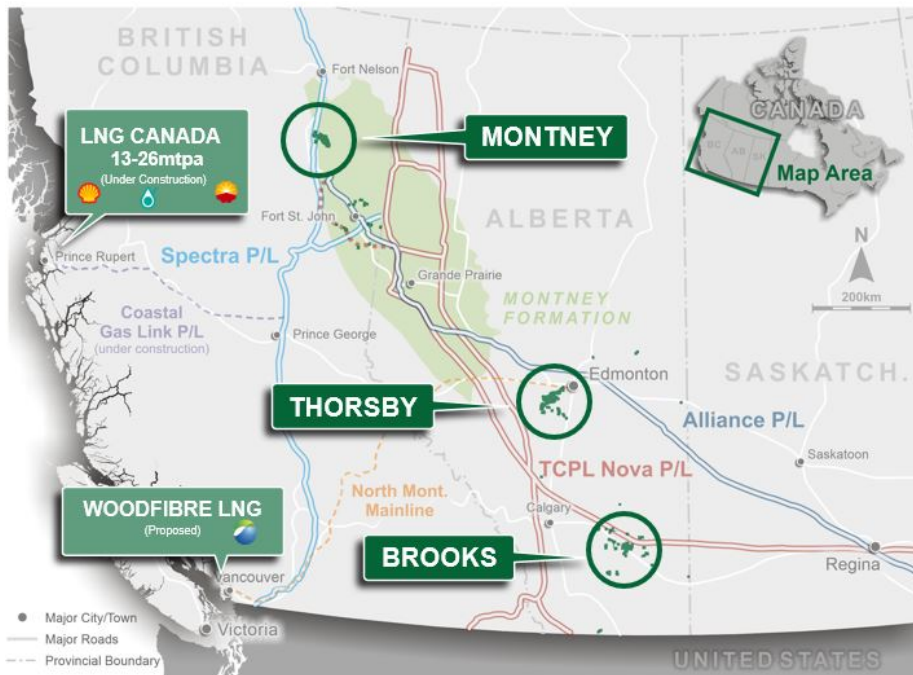 BRITISH
COLUMBIA
Fort Nelson
LNG CANADA
13-26mtpa
(Under Construction)
MONTNEY
CANADA
BC
AB
SK
Map Area
Fort St. John
ALBERTA
N
200km
Spectra P/L
Prince Rupert
Grande Prairie
Coastal
Gas Link P/L
(under construction)
MONTNEY
FORMATION
Prince George
SASKATCH.
Edmonton
THORSBY
Alliance P/L
Saskatoon
TCPL Nova P/L
North Mont.
Mainline
WOODFIBRE LNG
(Proposed)
Calgary
BROOKS
Regina
Vancouver
Victoria
Major City/Town
Major Roads
Provincial Boundary
UNITED STATES